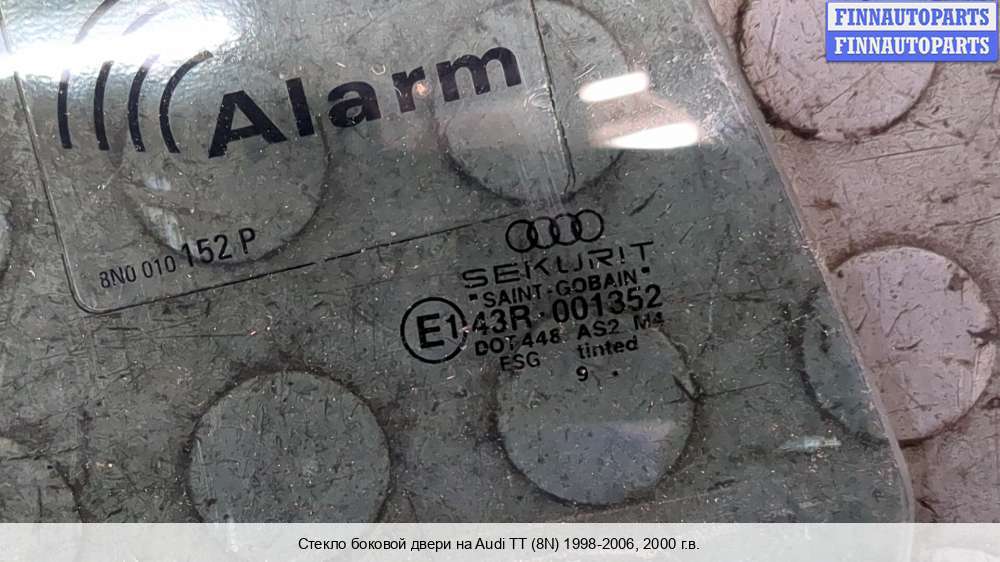 FINNAUTOPARTS
FINNAUTOPARTS
Alarm
8N0 010 152 P
SEKURIT
"SAINT-GOBAIN"
E1 43R-001352
DOT 448 AS2 M4
ESG tinted
9 .
Стекло боковой двери на Audi TT (8N) 1998-2006, 2000 г.в.